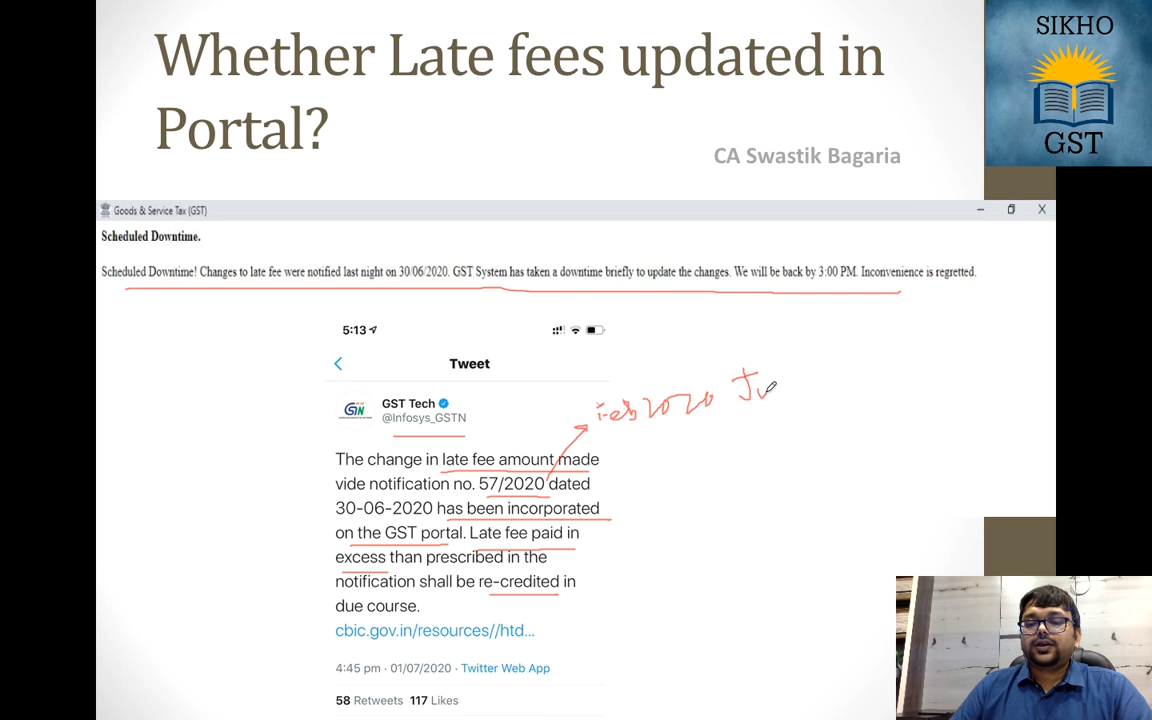 Whether Late fees updated in
Portal?
CA Swastik Bagaria
SIKHO
GST
Goods & Service Tax (GST)
Scheduled Downtime.
Scheduled Downtime! Changes to late fee were notified last night on 30/06/2020. GST System has taken a downtime briefly to update the changes. We will be back by 3:00 PM. Inconvenience is regretted.
5:13
Tweet
GST Tech
@Infosys_GSTN
Feb 2020
The change in late fee amount made
vide notification no. 57/2020 dated
30-06-2020 has been incorporated
on the GST portal. Late fee paid in
excess than prescribed in the
notification shall be re-credited in
due course.
cbic.gov.in/resources//htd...
4:45 pm · 01/07/2020 · Twitter Web App
58 Retweets 117 Likes